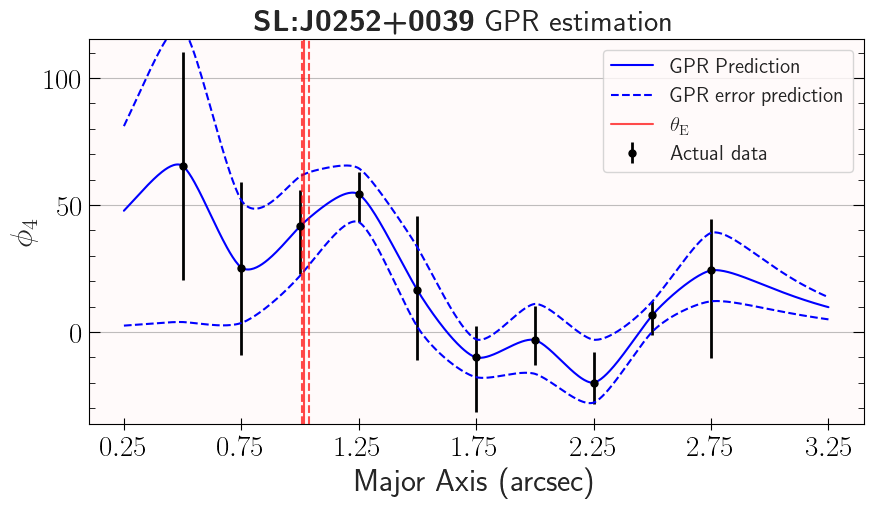 SL:J0252+0039 GPR estimation
GPR Prediction
GPR error prediction
θE
Actual data
100
50
0
ϕ4
0.25 0.75 1.25 1.75 2.25 2.75 3.25
Major Axis (arcsec)